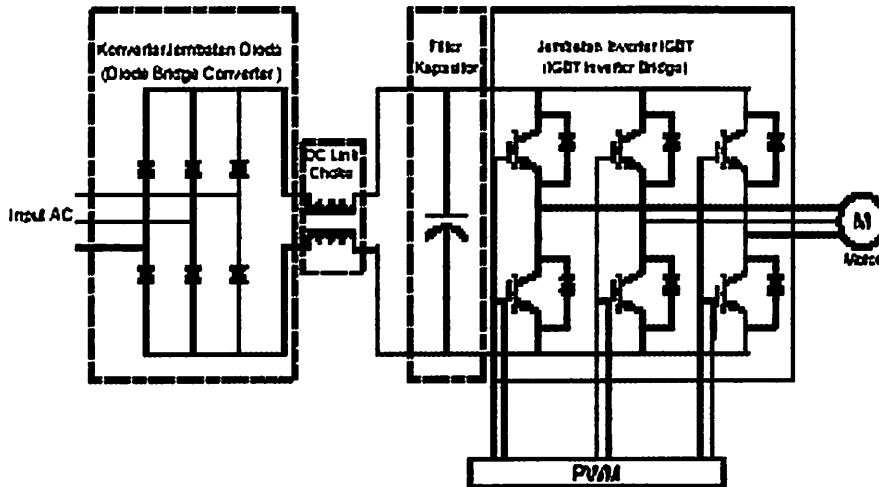 Konverter Jembatan Dioda
(Diode Bridge Converter)
Filter
Kapasitor
Jembatan Inverter IGBT
(IGBT Inverter Bridge)
DC Link
Choke
Input AC
M
Motor
PWM